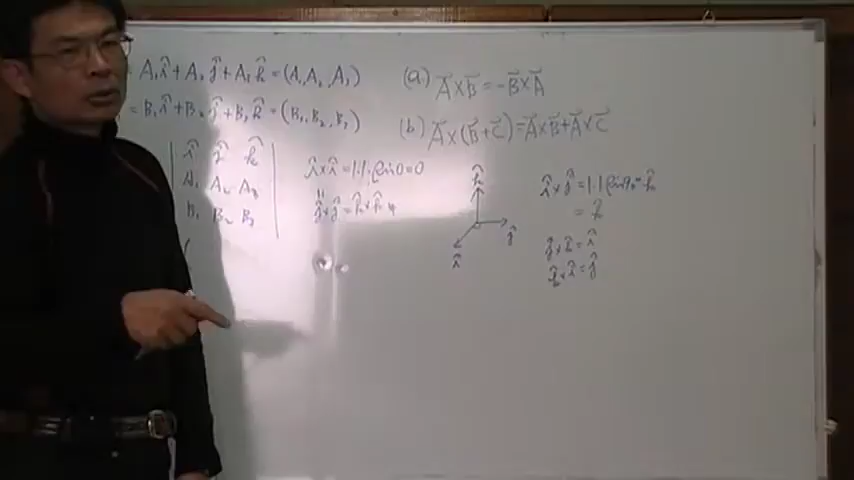 = A₁î + A₂ĵ + A₃k̂ = (A₁, A₂, A₃)
= B₁î + B₂ĵ + B₃k̂ = (B₁, B₂, B₃)
| î ĵ k̂ |
A₁ A₂ A₃
B₁ B₂ B₃
î×î = 1·1·sin0 = 0
ĵ×ĵ = k̂×k̂
(a) A⃗×B⃗ = -B⃗×A⃗
(b) A⃗×(B⃗+C⃗) = A⃗×B⃗+A⃗×C⃗
k̂
ĵ
î
î×ĵ = 1·1 sin90° k̂
= k̂
ĵ×k̂ = î
k̂×î = ĵ